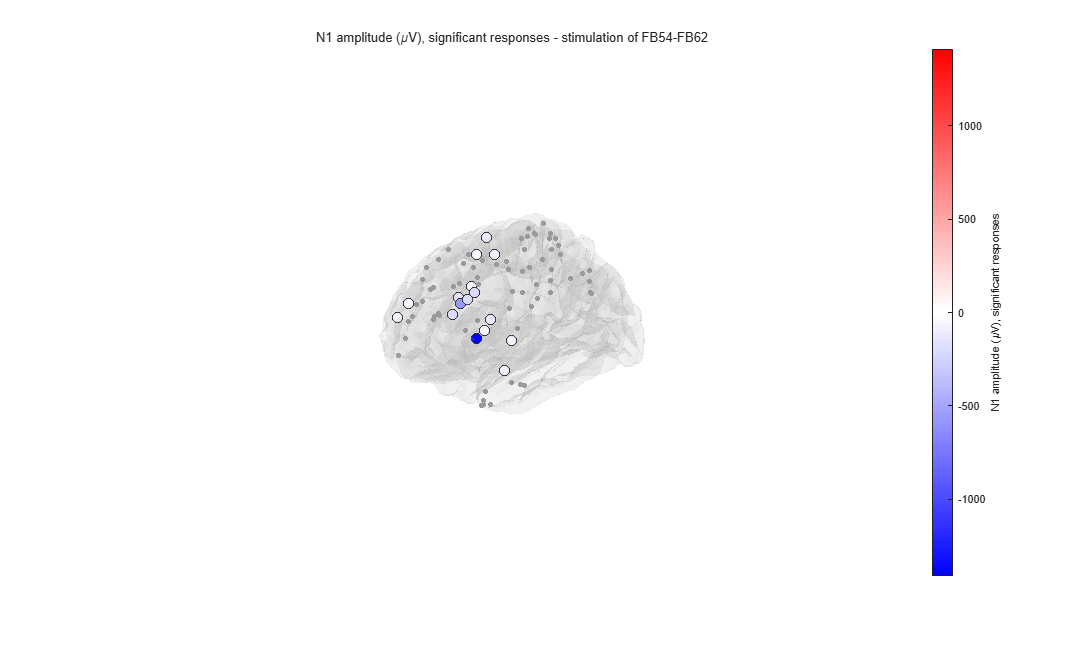 N1 amplitude (μV), significant responses - stimulation of FB54-FB62
1000
500
0
-500
-1000
N1 amplitude (μV), significant responses